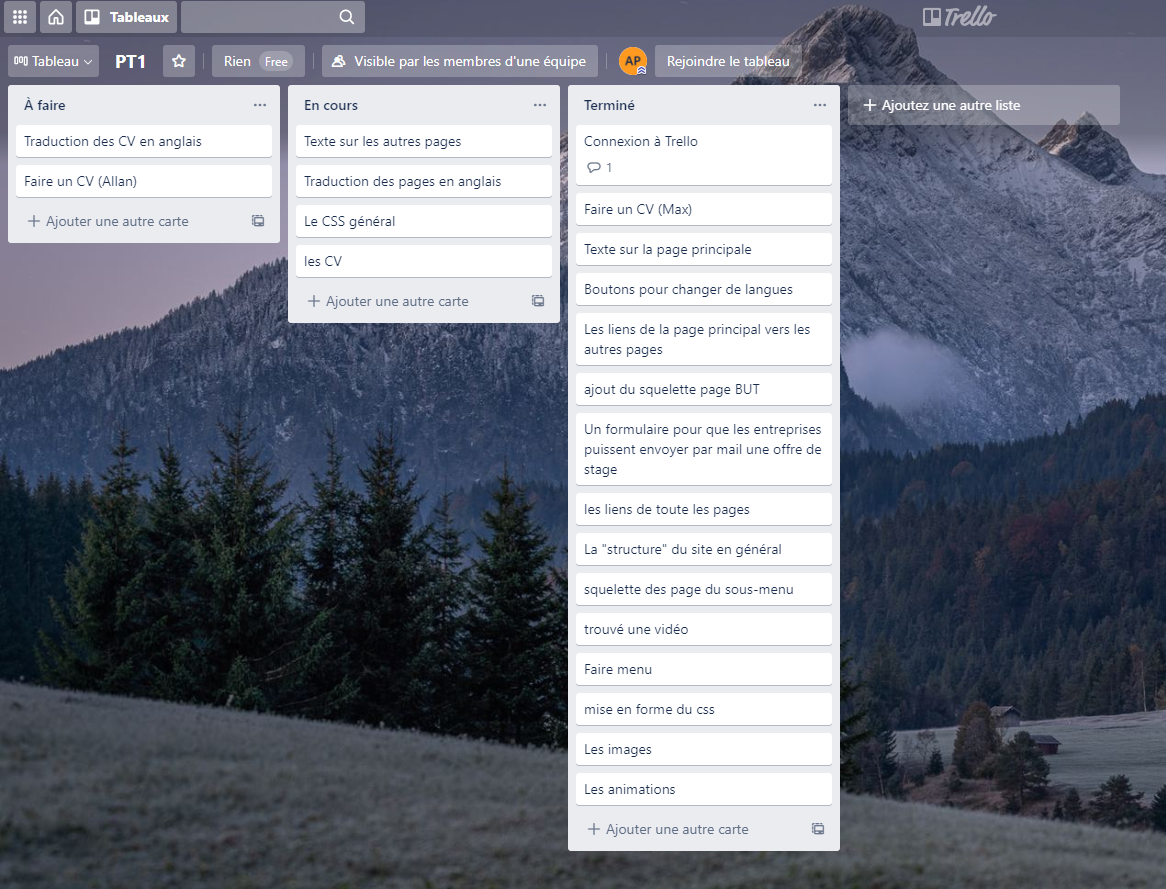 Tableaux
Trello
Tableau
PT1
Rien Free
Visible par les membres d'une équipe
AP
Rejoindre le tableau
À faire
Traduction des CV en anglais
Faire un CV (Allan)
+ Ajouter une autre carte
En cours
Texte sur les autres pages
Traduction des pages en anglais
Le CSS général
les CV
+ Ajouter une autre carte
Terminé
Connexion à Trello
1
Faire un CV (Max)
Texte sur la page principale
Boutons pour changer de langues
Les liens de la page principal vers les
autres pages
ajout du squelette page BUT
Un formulaire pour que les entreprises
puissent envoyer par mail une offre de
stage
les liens de toute les pages
La "structure" du site en général
squelette des page du sous-menu
trouvé une vidéo
Faire menu
mise en forme du css
Les images
Les animations
+ Ajouter une autre carte
+ Ajoutez une autre liste